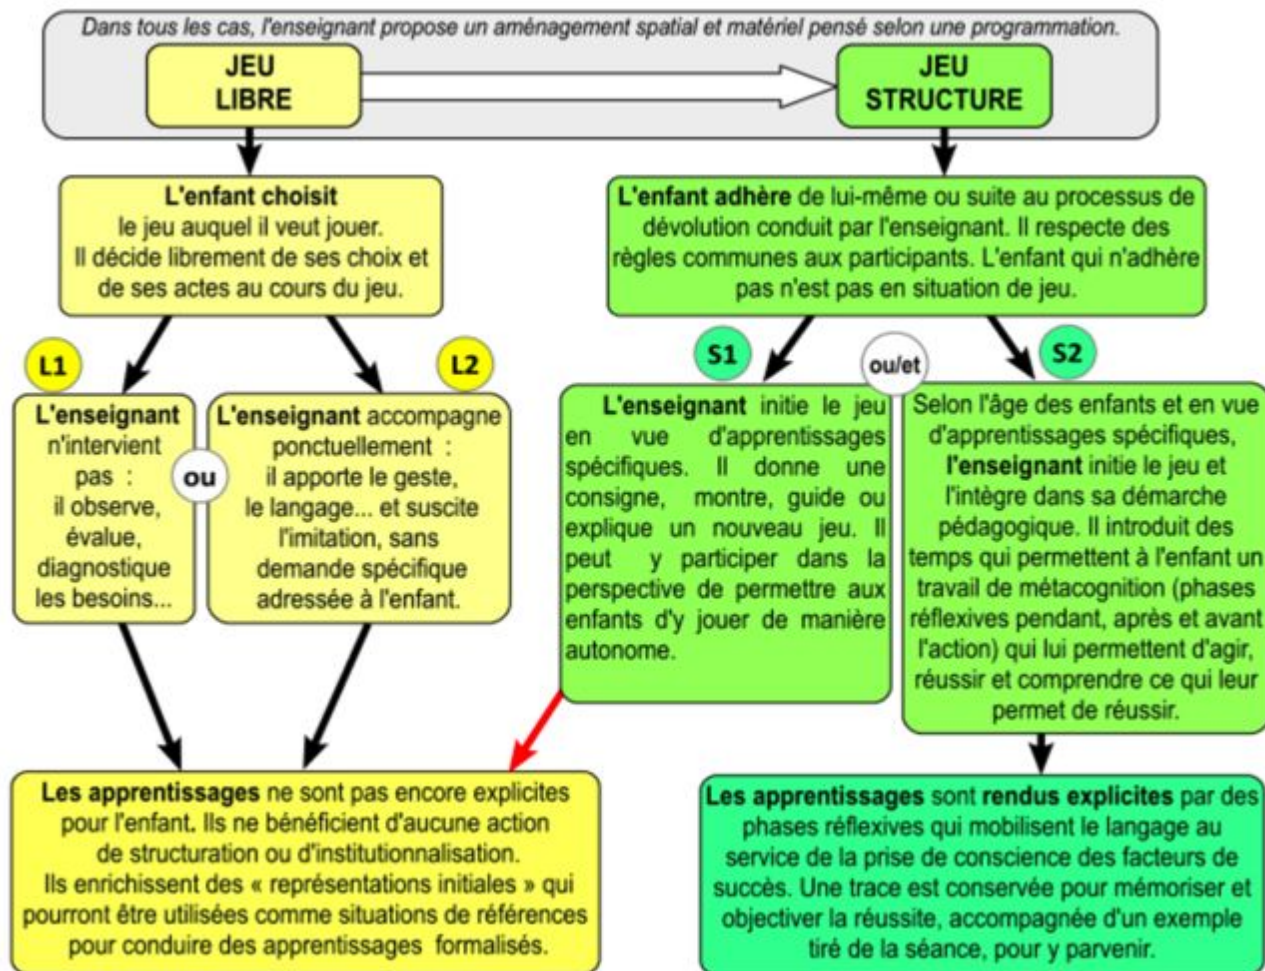 Dans tous les cas, l'enseignant propose un aménagement spatial et matériel pensé selon une programmation.
JEU
LIBRE
JEU
STRUCTURE
L'enfant choisit
le jeu auquel il veut jouer.
Il décide librement de ses choix et
de ses actes au cours du jeu.
L'enfant adhère de lui-même ou suite au processus de
dévolution conduit par l'enseignant. Il respecte des
règles communes aux participants. L'enfant qui n'adhère
pas n'est pas en situation de jeu.
L1
L2
S1
ou/et
S2
L'enseignant
n'intervient
pas :
il observe,
évalue,
diagnostique
les besoins...
ou
L'enseignant accompagne
ponctuellement :
il apporte le geste,
le langage... et suscite
l'imitation, sans
demande spécifique
adressée à l'enfant.
L'enseignant initie le jeu
en vue d'apprentissages
spécifiques. Il donne une
consigne, montre, guide ou
explique un nouveau jeu. Il
peut y participer dans la
perspective de permettre aux
enfants d'y jouer de manière
autonome.
Selon l'âge des enfants et en vue
d'apprentissages spécifiques,
l'enseignant initie le jeu et
l'intègre dans sa démarche
pédagogique. Il introduit des
temps qui permettent à l'enfant un
travail de métacognition (phases
réflexives pendant, après et avant
l'action) qui lui permettent d'agir,
réussir et comprendre ce qui leur
permet de réussir.
Les apprentissages ne sont pas encore explicites
pour l'enfant. Ils ne bénéficient d'aucune action
de structuration ou d'institutionnalisation.
Ils enrichissent des « représentations initiales » qui
pourront être utilisées comme situations de références
pour conduire des apprentissages formalisés.
Les apprentissages sont rendus explicites par des
phases réflexives qui mobilisent le langage au
service de la prise de conscience des facteurs de
succès. Une trace est conservée pour mémoriser et
objectiver la réussite, accompagnée d'un exemple
tiré de la séance, pour y parvenir.